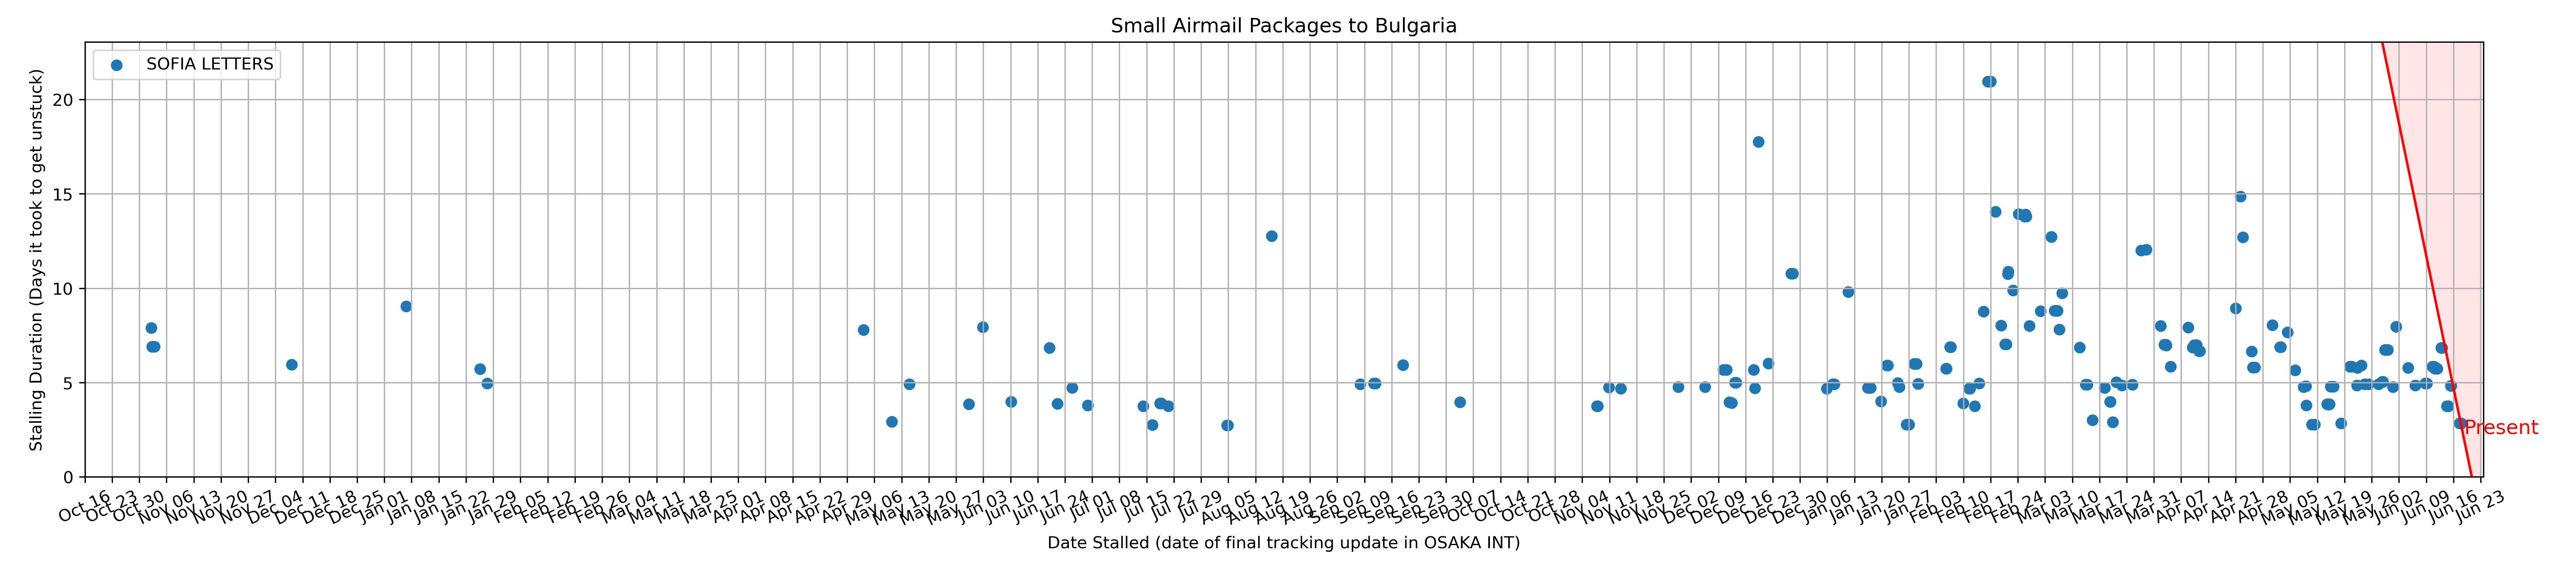 Small Airmail Packages to Bulgaria
SOFIA LETTERS
Stalling Duration (Days it took to get unstuck)
20
15
10
5
0
Present
Oct 16 Oct 23 Oct 30 Nov 06 Nov 13 Nov 20 Nov 27 Dec 04 Dec 11 Dec 18 Dec 25 Jan 01 Jan 08 Jan 15 Jan 22 Jan 29 Feb 05 Feb 12 Feb 19 Feb 26 Mar 04 Mar 11 Mar 18 Mar 25 Apr 01 Apr 08 Apr 15 Apr 22 Apr 29 May 06 May 13 May 20 May 27 Jun 03 Jun 10 Jun 17 Jun 24 Jul 01 Jul 08 Jul 15 Jul 22 Jul 29 Aug 05 Aug 12 Aug 19 Aug 26 Sep 02 Sep 09 Sep 16 Sep 23 Sep 30 Oct 07 Oct 14 Oct 21 Oct 28 Nov 04 Nov 11 Nov 18 Nov 25 Dec 02 Dec 09 Dec 16 Dec 23 Dec 30 Jan 06 Jan 13 Jan 20 Jan 27 Feb 03 Feb 10 Feb 17 Feb 24 Mar 03 Mar 10 Mar 17 Mar 24 Mar 31 Apr 07 Apr 14 Apr 21 Apr 28 May 05 May 12 May 19 May 26 Jun 02 Jun 09 Jun 16 Jun 23
Date Stalled (date of final tracking update in OSAKA INT)